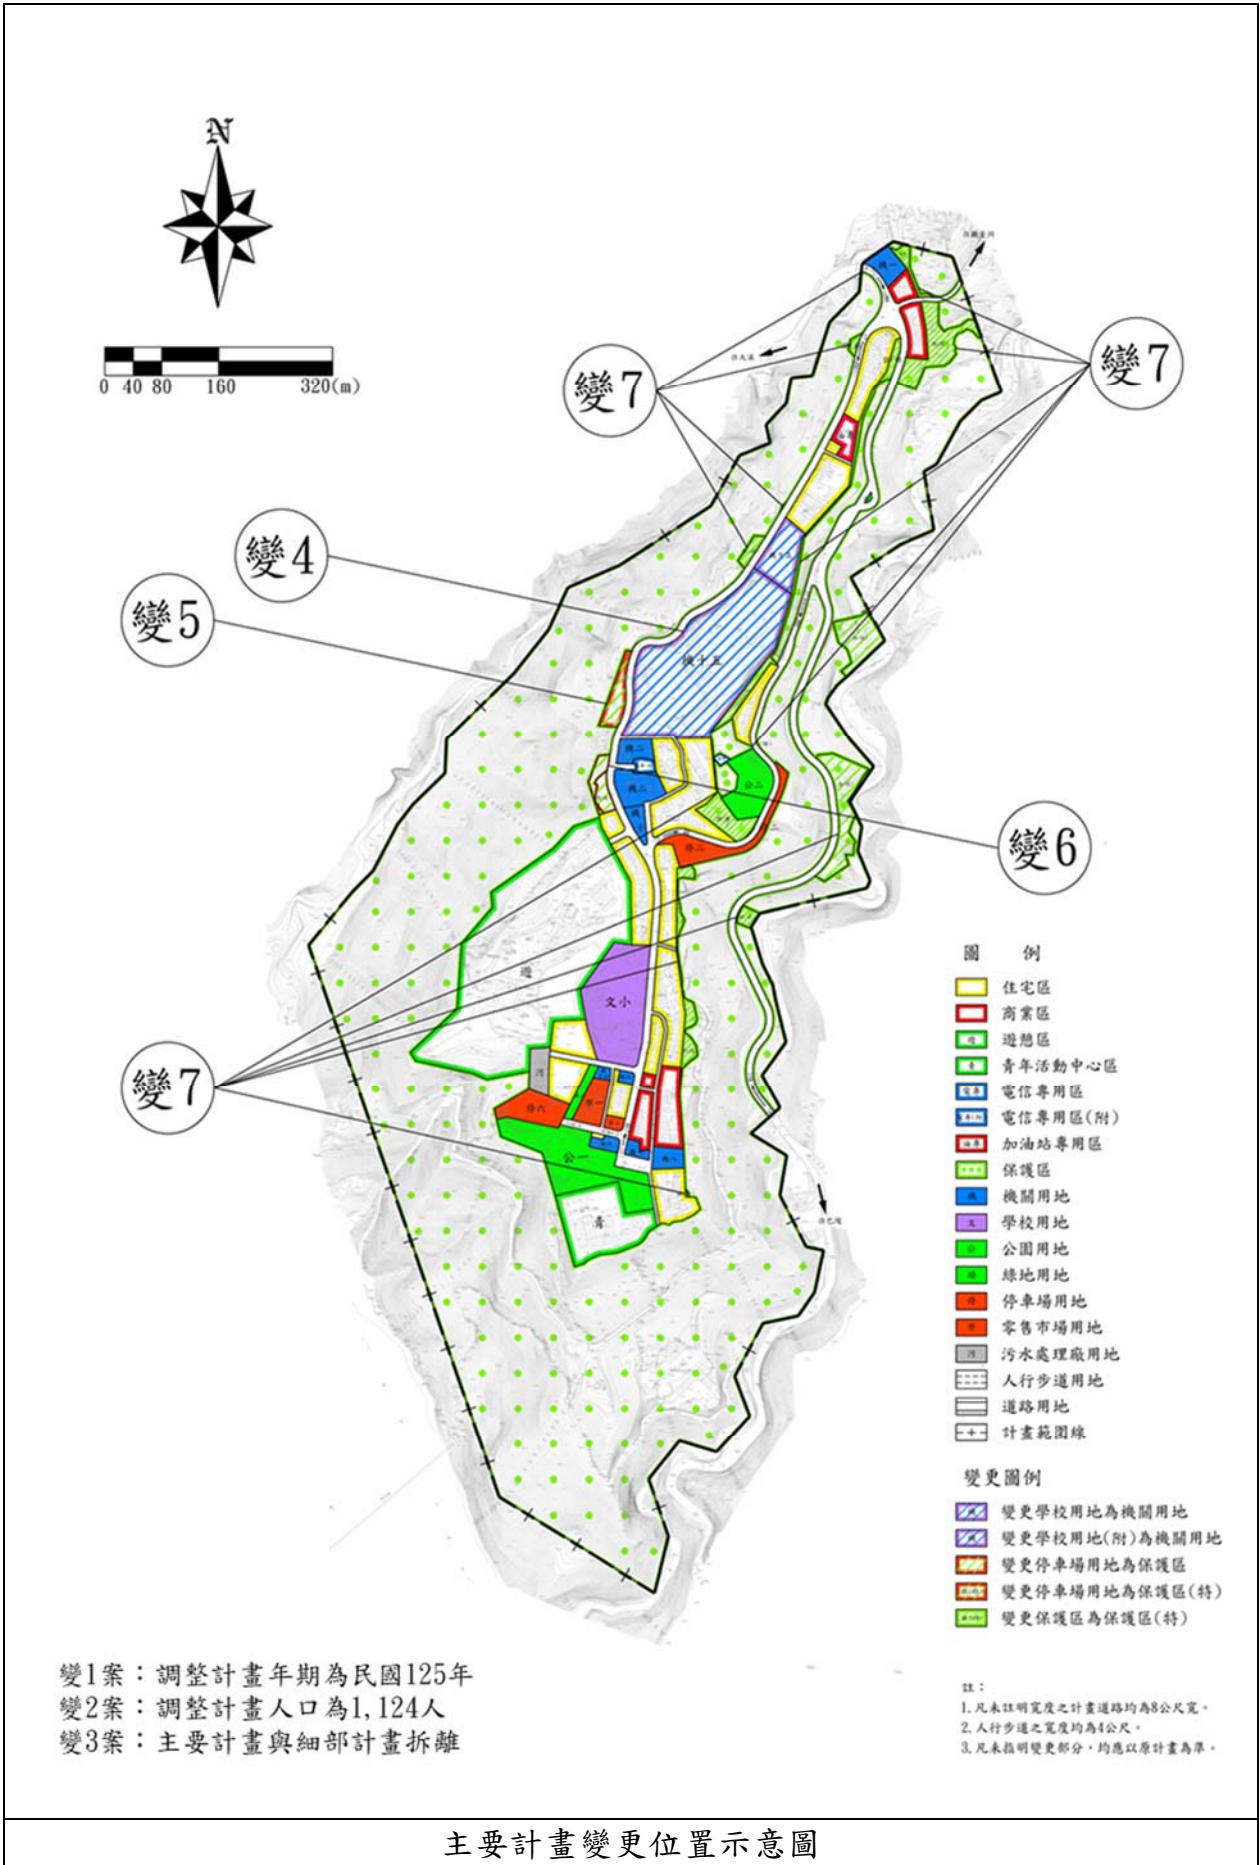 N
0 40 80 160 320(m)
變7
變7
變4
變5
變6
變7
往大溪
機一
機十五
機二
機二
公二
停二
遊
文小
污
停六
市一
公一
機八
青
圖 例
住宅區
商業區
遊憩區
青年活動中心區
電信專用區
電信專用區(附)
加油站專用區
保護區
機關用地
學校用地
公園用地
綠地用地
停車場用地
零售市場用地
污水處理廠用地
人行步道用地
道路用地
計畫範圍線
變更圖例
變更學校用地為機關用地
變更學校用地(附)為機關用地
變更停車場用地為保護區
變更停車場用地為保護區(特)
變更保護區為保護區(特)
變1案：調整計畫年期為民國125年
變2案：調整計畫人口為1,124人
變3案：主要計畫與細部計畫拆離
註：
1.凡未註明寬度之計畫道路均為8公尺寬。
2.人行步道之寬度均為4公尺。
3.凡未指明變更部分，均應以原計畫為準。
主要計畫變更位置示意圖